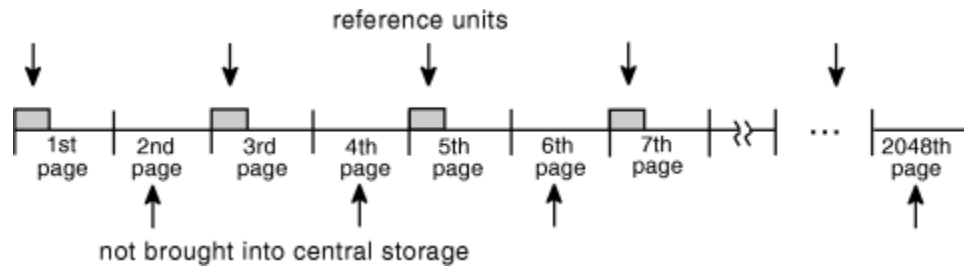 reference units
1st page
2nd page
3rd page
4th page
5th page
6th page
7th page
...
2048th page
not brought into central storage